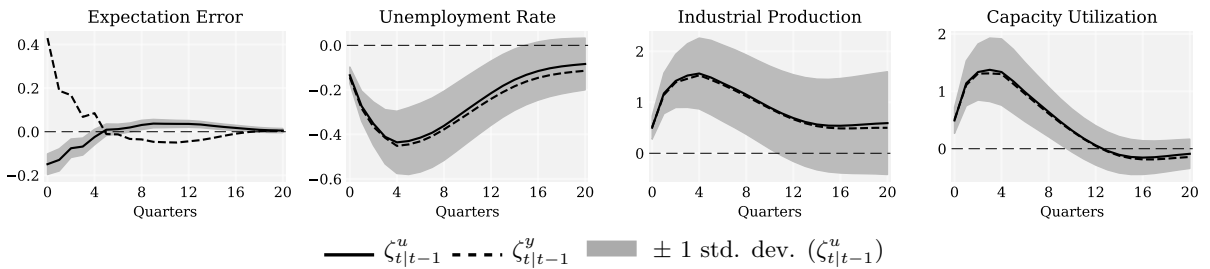 Expectation Error
0.4
0.2
0.0
−0.2
0 4 8 12 16 20
Quarters
Unemployment Rate
0.0
−0.2
−0.4
−0.6
0 4 8 12 16 20
Quarters
Industrial Production
2
1
0
0 4 8 12 16 20
Quarters
Capacity Utilization
2
1
0
0 4 8 12 16 20
Quarters
ζ^u_{t|t−1} ζ^y_{t|t−1} ± 1 std. dev. (ζ^u_{t|t−1})